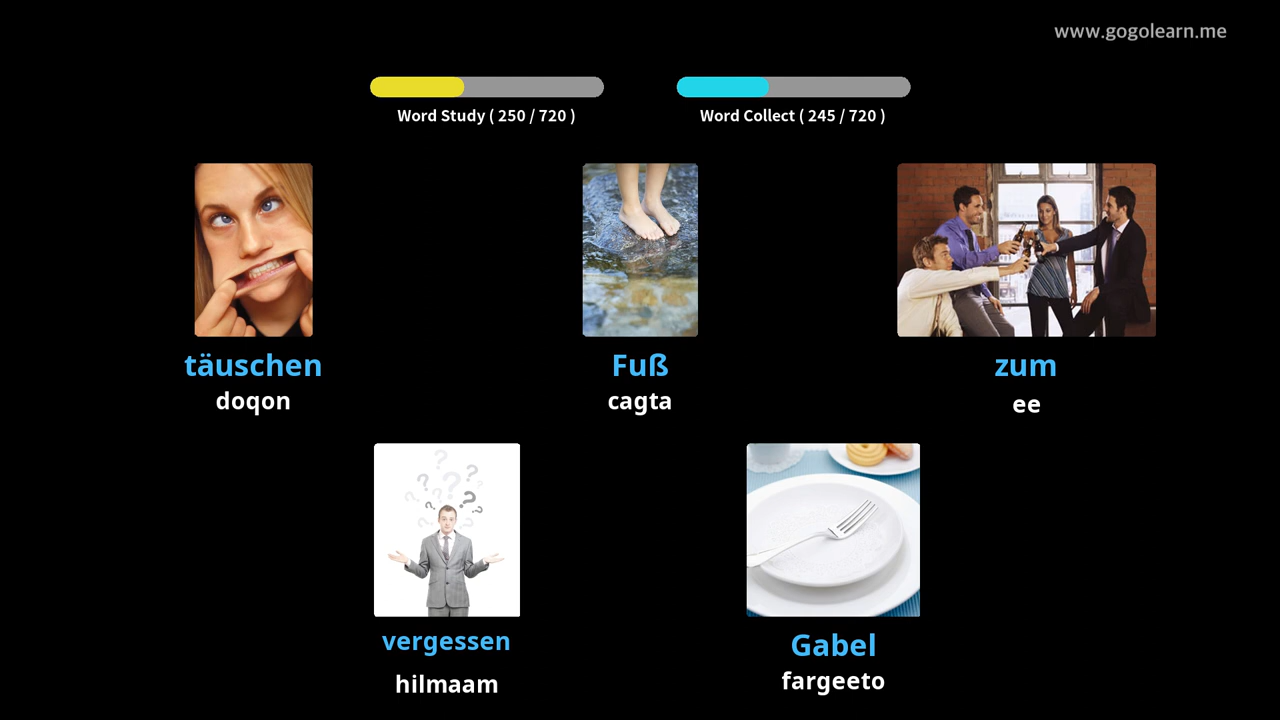 www.gogolearn.me
Word Study ( 250 / 720 )
Word Collect ( 245 / 720 )
täuschen
doqon
Fuß
cagta
zum
ee
vergessen
hilmaam
Gabel
fargeeto